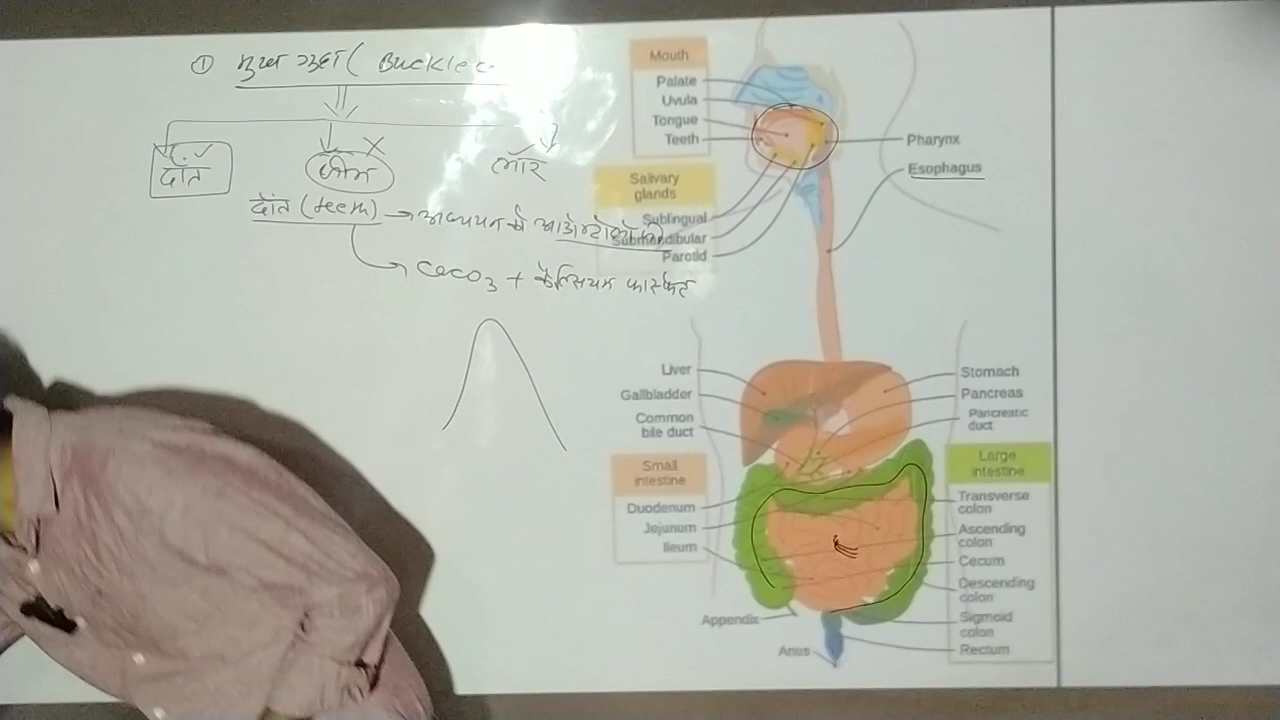 ① मुख गुहा ( Buckle c
दाँत
जीभ
लार
दाँत (teeth) → अध्ययन → आडोन्टोलॉजी
→ CaCO3 + कैल्सियम फास्फेट
Mouth
Palate
Uvula
Tongue
Teeth
Salivary glands
Sublingual
Submandibular
Parotid
Pharynx
Esophagus
Liver
Gallbladder
Common bile duct
Small intestine
Duodenum
Jejunum
Ileum
Appendix
Anus
Stomach
Pancreas
Pancreatic duct
Large intestine
Transverse colon
Ascending colon
Cecum
Descending colon
Sigmoid colon
Rectum